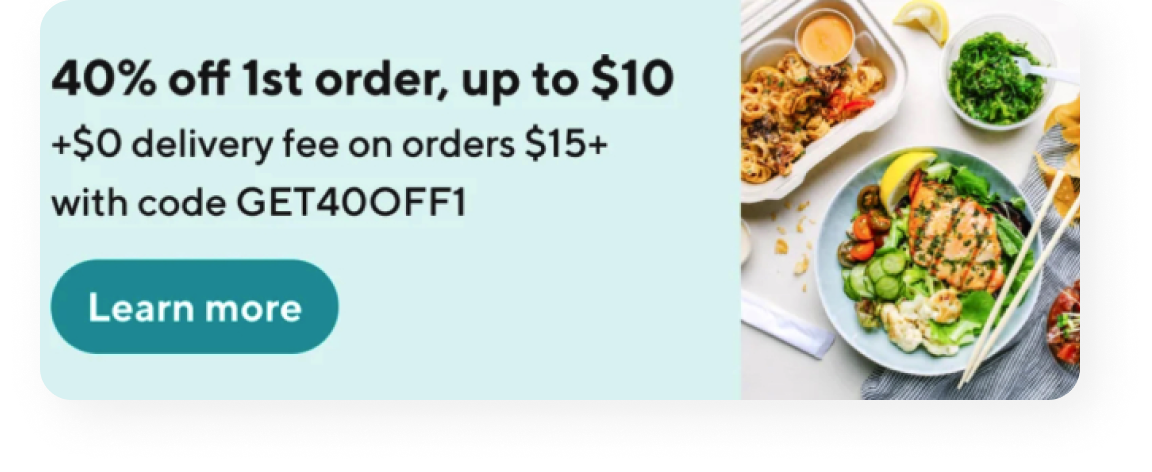 40% off 1st order, up to $10
+$0 delivery fee on orders $15+
with code GET40OFF1
Learn more